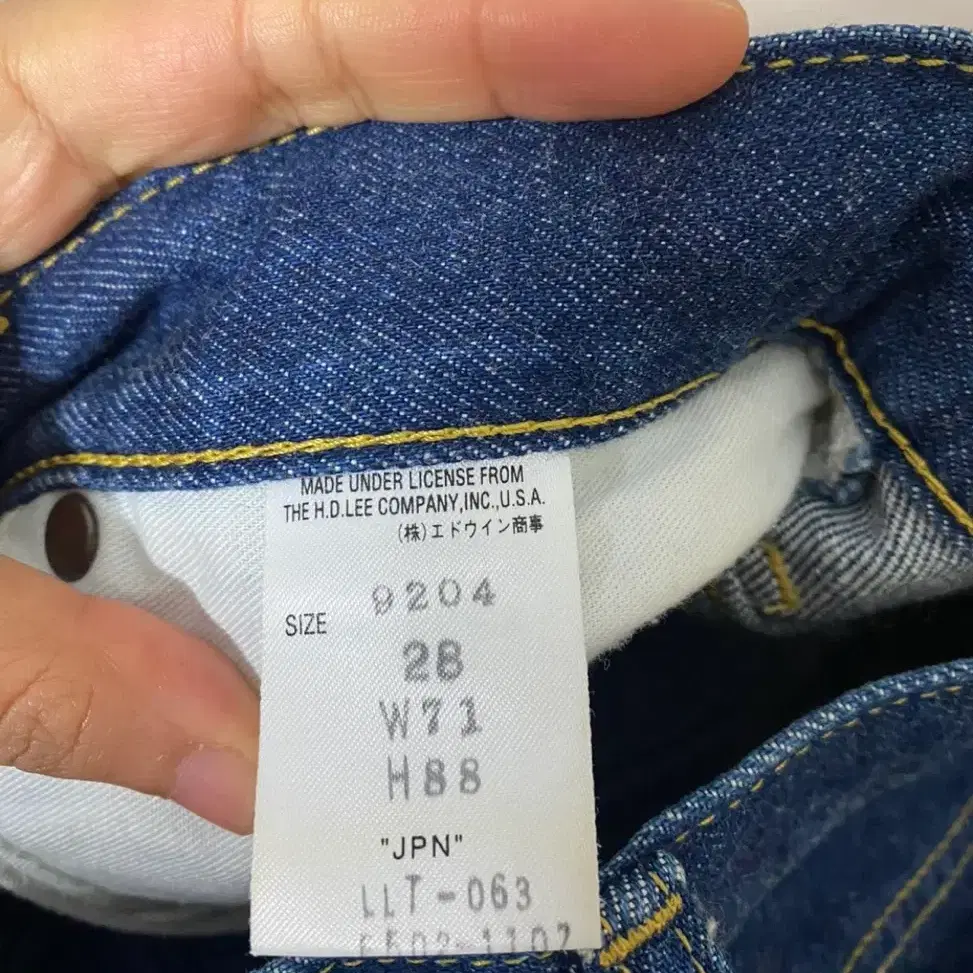 MADE UNDER LICENSE FROM
THE H.D.LEE COMPANY,INC.,U.S.A.
(株)エドウイン商事
9204
SIZE
28
W71
H88
"JPN"
LLT-063